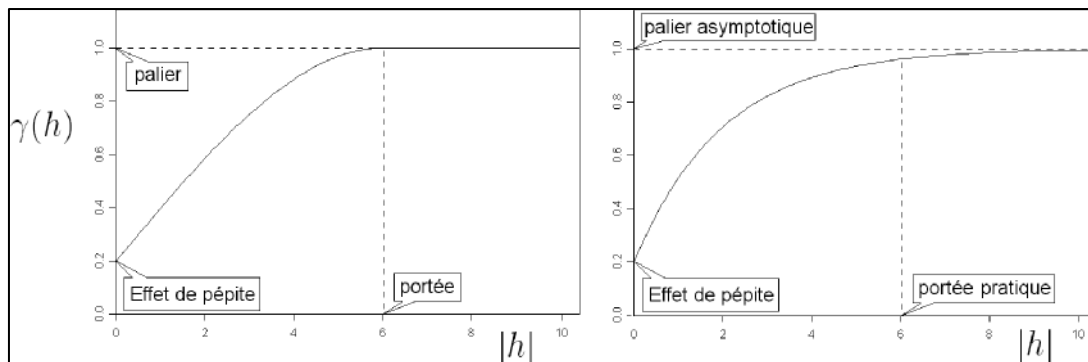 1.0
palier
0.8
γ(h)
0.6
0.4
0.2
Effet de pépite
portée
0.0
0 2 4 6 8 10
|h|
palier asymptotique
1.0
0.8
0.6
0.4
0.2
Effet de pépite
portée pratique
0.0
0 2 4 6 8 10
|h|